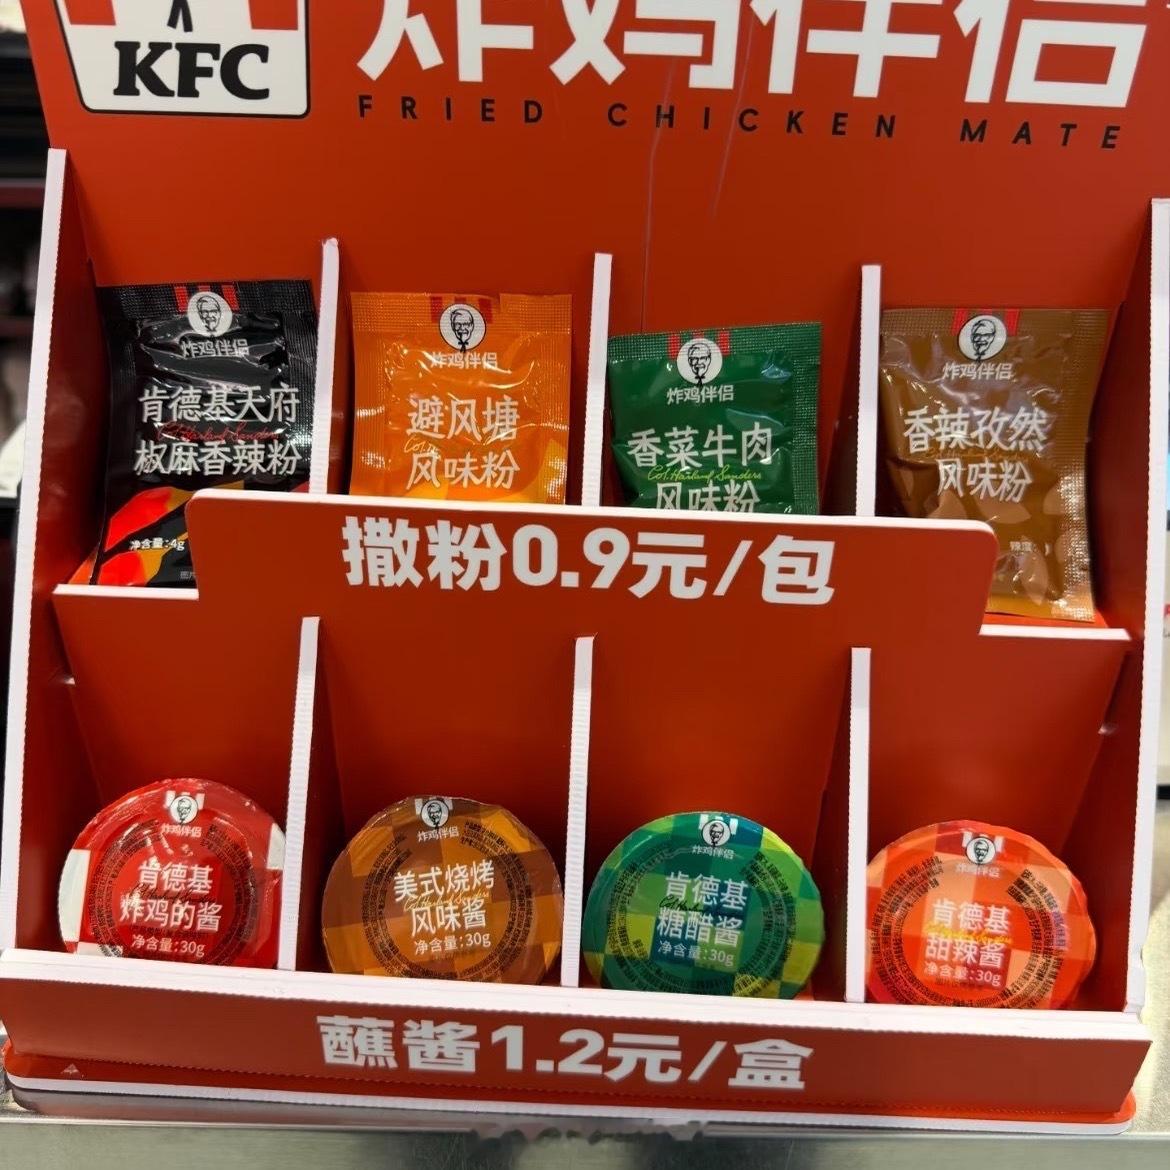 KFC
炸鸡伴侣
FRIED CHICKEN MATE
炸鸡伴侣
肯德基天府
椒麻香辣粉
净含量:4g
炸鸡伴侣
避风塘
风味粉
炸鸡伴侣
香菜牛肉
Col. Harland Sanders
风味粉
炸鸡伴侣
香辣孜然
风味粉
辣度
撒粉0.9元/包
炸鸡伴侣
肯德基
炸鸡的酱
净含量:30g
炸鸡伴侣
美式烧烤
风味酱
净含量:30g
炸鸡伴侣
肯德基
糖醋酱
净含量:30g
炸鸡伴侣
肯德基
甜辣酱
净含量:30g
蘸酱1.2元/盒